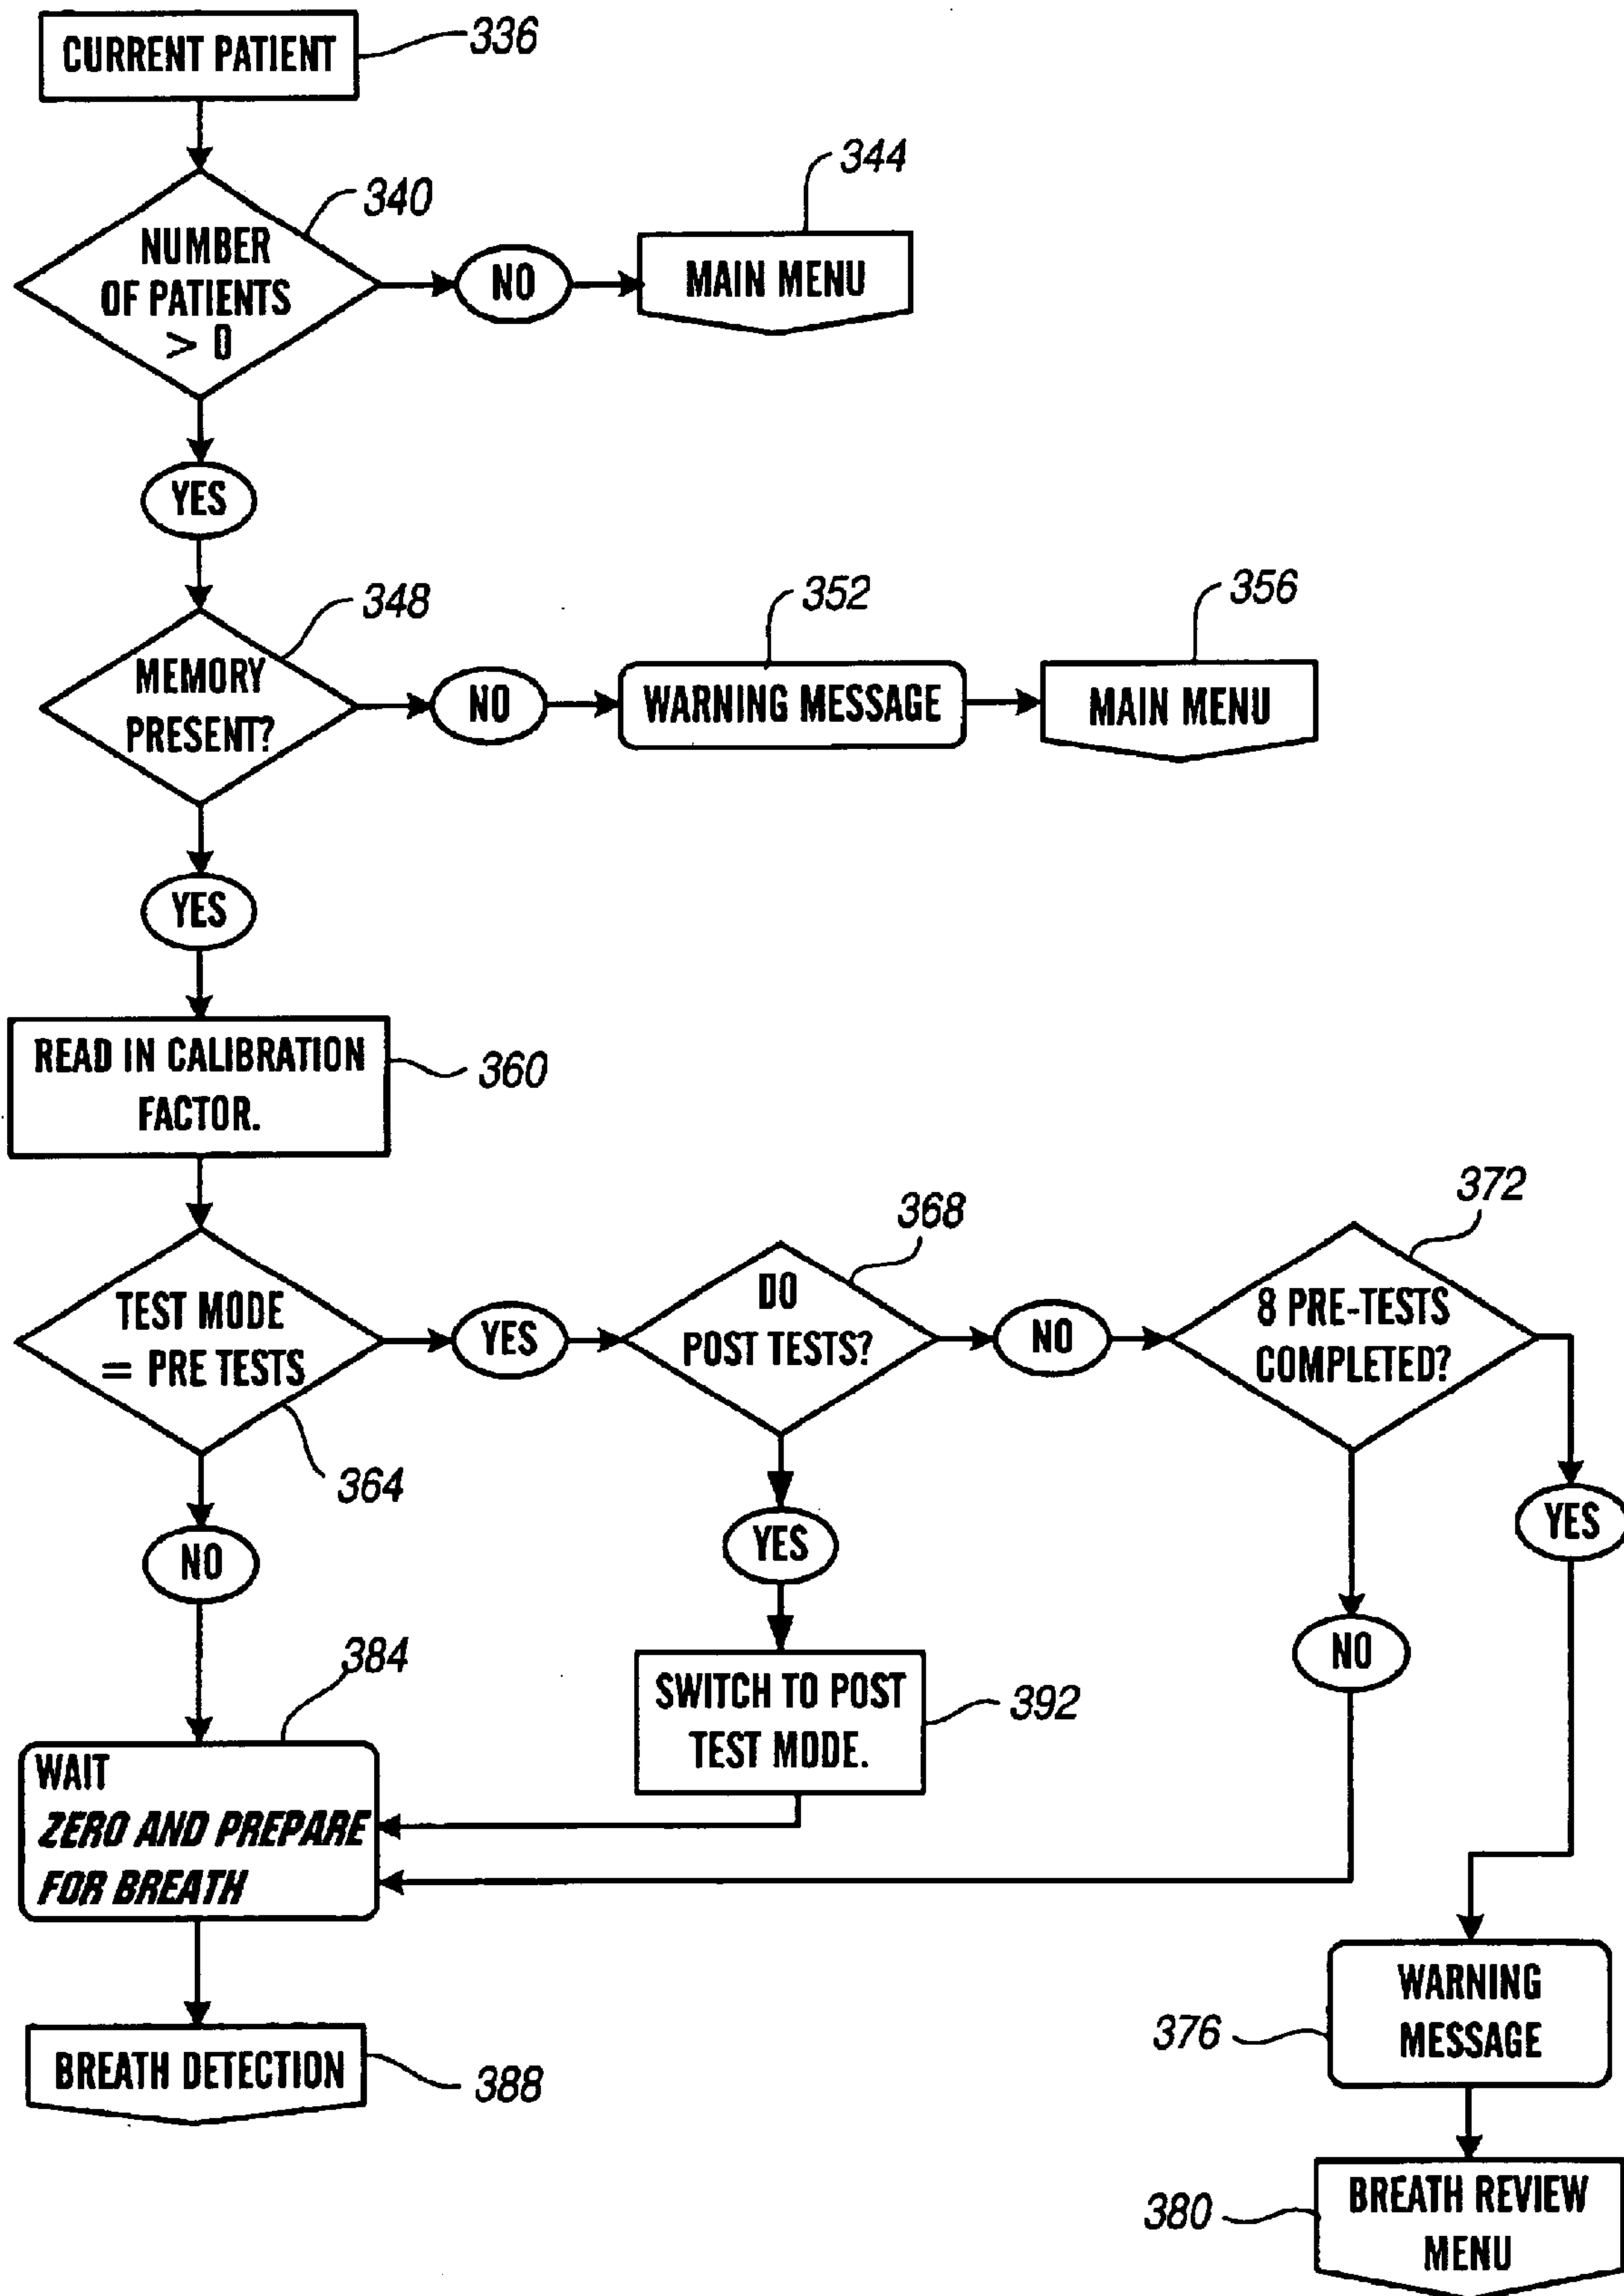 CURRENT PATIENT
336
344
340
NUMBER
OF PATIENTS
> 0
NO
MAIN MENU
YES
348
352
356
MEMORY
PRESENT?
NO
WARNING MESSAGE
MAIN MENU
YES
READ IN CALIBRATION
FACTOR.
360
368
372
TEST MODE
= PRE TESTS
YES
DO
POST TESTS?
NO
8 PRE-TESTS
COMPLETED?
364
NO
YES
YES
NO
384
SWITCH TO POST
TEST MODE.
392
WAIT
ZERO AND PREPARE
FOR BREATH
WARNING
MESSAGE
376
BREATH DETECTION
388
BREATH REVIEW
MENU
380